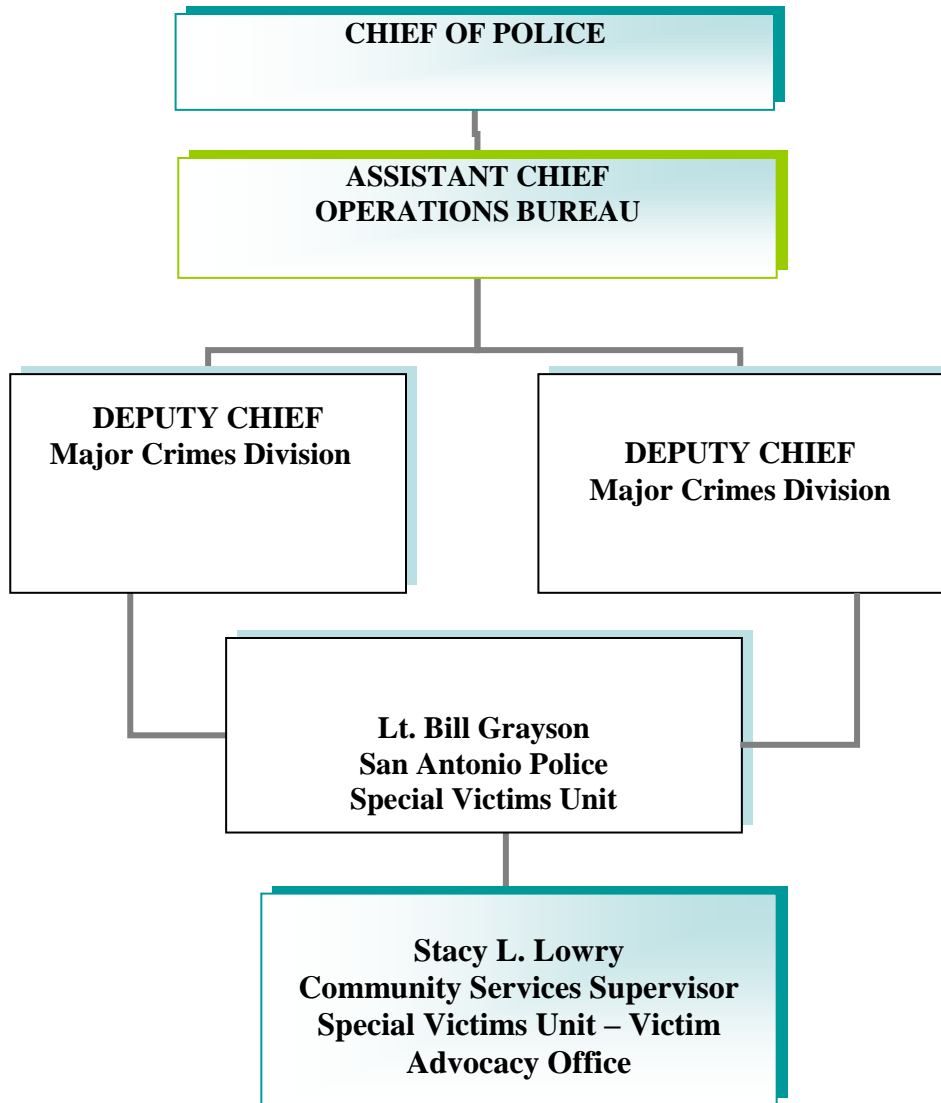 CHIEF OF POLICE
ASSISTANT CHIEF
OPERATIONS BUREAU
DEPUTY CHIEF
Major Crimes Division
DEPUTY CHIEF
Major Crimes Division
Lt. Bill Grayson
San Antonio Police
Special Victims Unit
Stacy L. Lowry
Community Services Supervisor
Special Victims Unit – Victim
Advocacy Office